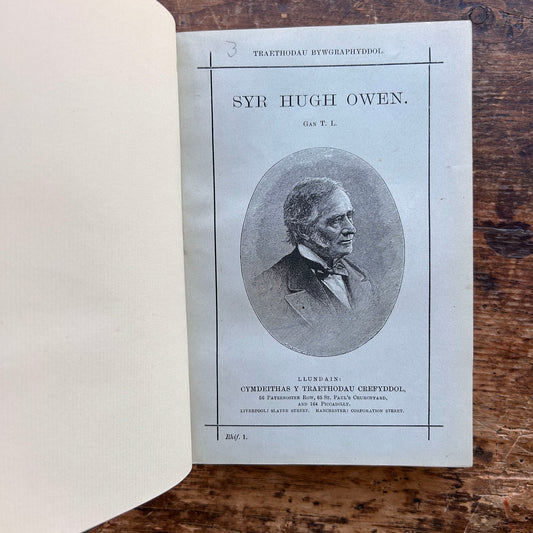 3
TRAETHODAU BYWGRAPHYDDOL.
SYR HUGH OWEN.
GAN T. L.
LLUNDAIN:
CYMDEITHAS Y TRAETHODAU CREFYDDOL,
56 PATERNOSTER ROW, 65 ST. PAUL'S CHURCHYARD,
AND 164 PICCADILLY.
LIVERPOOL: SLATER STREET. MANCHESTER: CORPORATION STREET.
Rhif. 1.